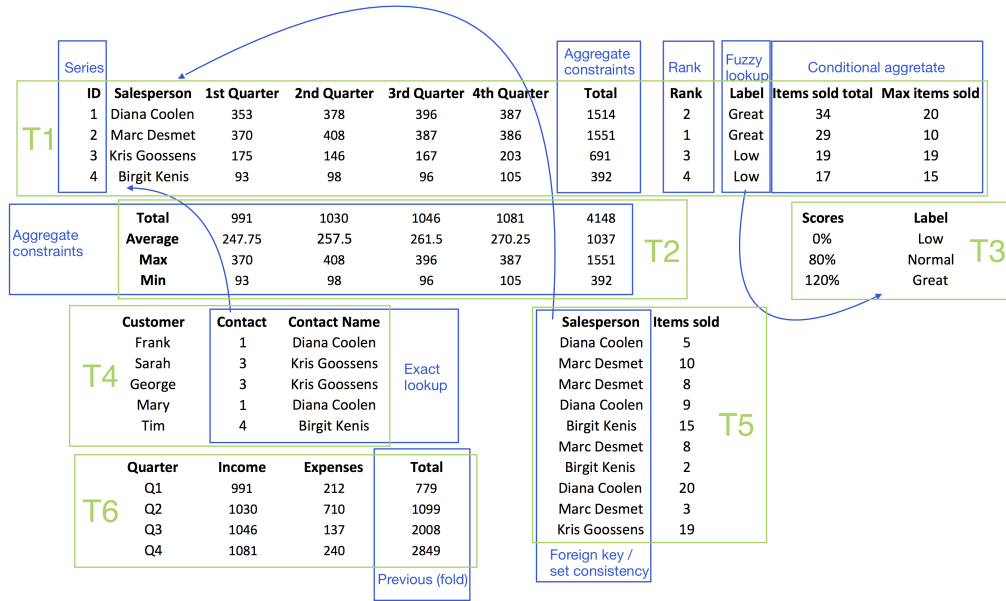 Series
Aggregate
constraints
Rank
Fuzzy
lookup
Conditional aggretate
T1
ID Salesperson 1st Quarter 2nd Quarter 3rd Quarter 4th Quarter Total Rank Label Items sold total Max items sold
1 Diana Coolen 353 378 396 387 1514 2 Great 34 20
2 Marc Desmet 370 408 387 386 1551 1 Great 29 10
3 Kris Goossens 175 146 167 203 691 3 Low 19 19
4 Birgit Kenis 93 98 96 105 392 4 Low 17 15
Aggregate
constraints
Total 991 1030 1046 1081 4148
Average 247.75 257.5 261.5 270.25 1037
Max 370 408 396 387 1551
Min 93 98 96 105 392
T2
Scores Label
0% Low
80% Normal
120% Great
T3
T4
Customer Contact Contact Name
Frank 1 Diana Coolen
Sarah 3 Kris Goossens
George 3 Kris Goossens
Mary 1 Diana Coolen
Tim 4 Birgit Kenis
Exact
lookup
Salesperson Items sold
Diana Coolen 5
Marc Desmet 10
Marc Desmet 8
Diana Coolen 9
Birgit Kenis 15
Marc Desmet 8
Birgit Kenis 2
Diana Coolen 20
Marc Desmet 3
Kris Goossens 19
T5
Foreign key /
set consistency
T6
Quarter Income Expenses Total
Q1 991 212 779
Q2 1030 710 1099
Q3 1046 137 2008
Q4 1081 240 2849
Previous (fold)